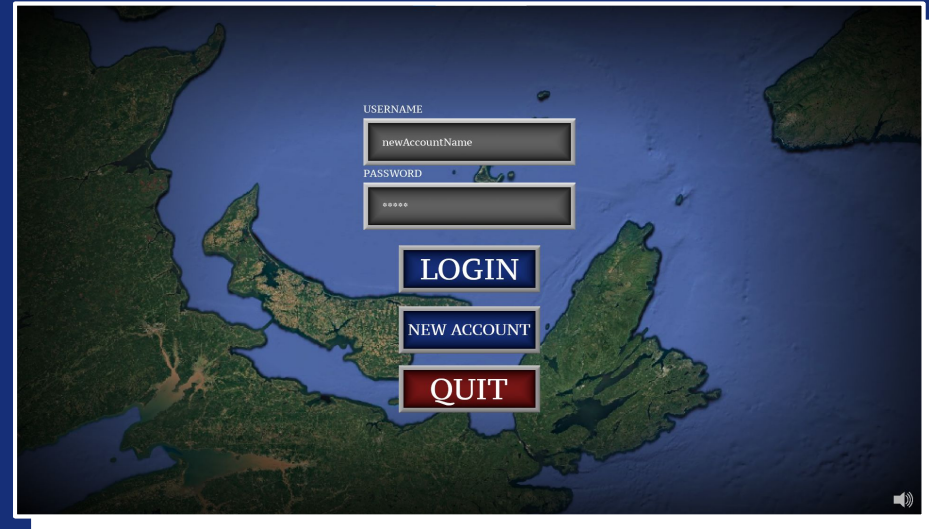 USERNAME
newAccountName
PASSWORD
*****
LOGIN
NEW ACCOUNT
QUIT